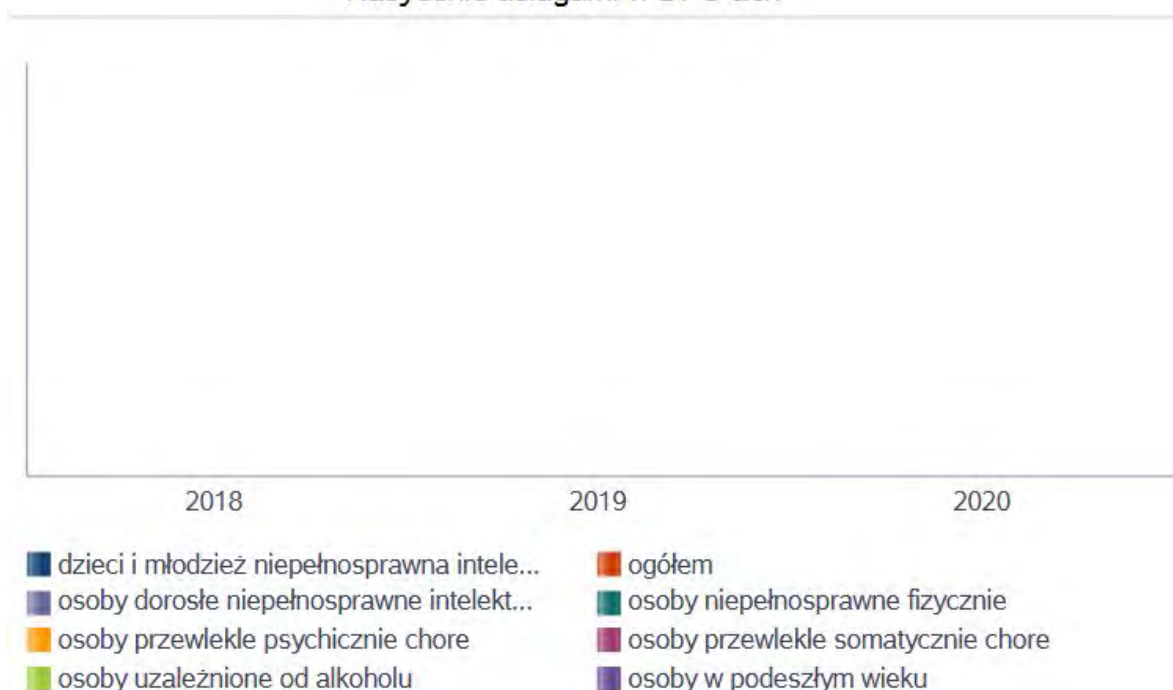 2018 2019 2020
dzieci i młodzież niepełnosprawna intele... ogółem
osoby dorosłe niepełnosprawne intelekt... osoby niepełnosprawne fizycznie
osoby przewlekle psychicznie chore osoby przewlekle somatycznie chore
osoby uzależnione od alkoholu osoby w podeszłym wieku